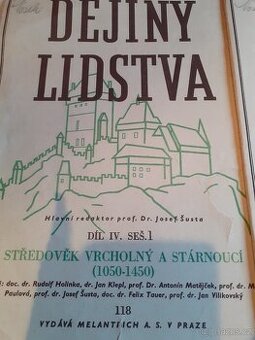 DĚJINY
LIDSTVA
Hlavní redaktor prof. Dr. Josef Šusta
DÍL IV. SEŠ.1
STŘEDOVĚK VRCHOLNÝ A STÁRNOUCÍ
(1050-1450)
: doc. dr. Rudolf Holinka, dr. Jan Klepl, prof. Dr. Antonín Matějček, prof. dr. M
Paulová, prof. dr. Josef Šusta, doc. dr. Felix Tauer, prof. dr. Jan Vilikovský
118
VYDÁVÁ MELANTRICH A. S. V PRAZE